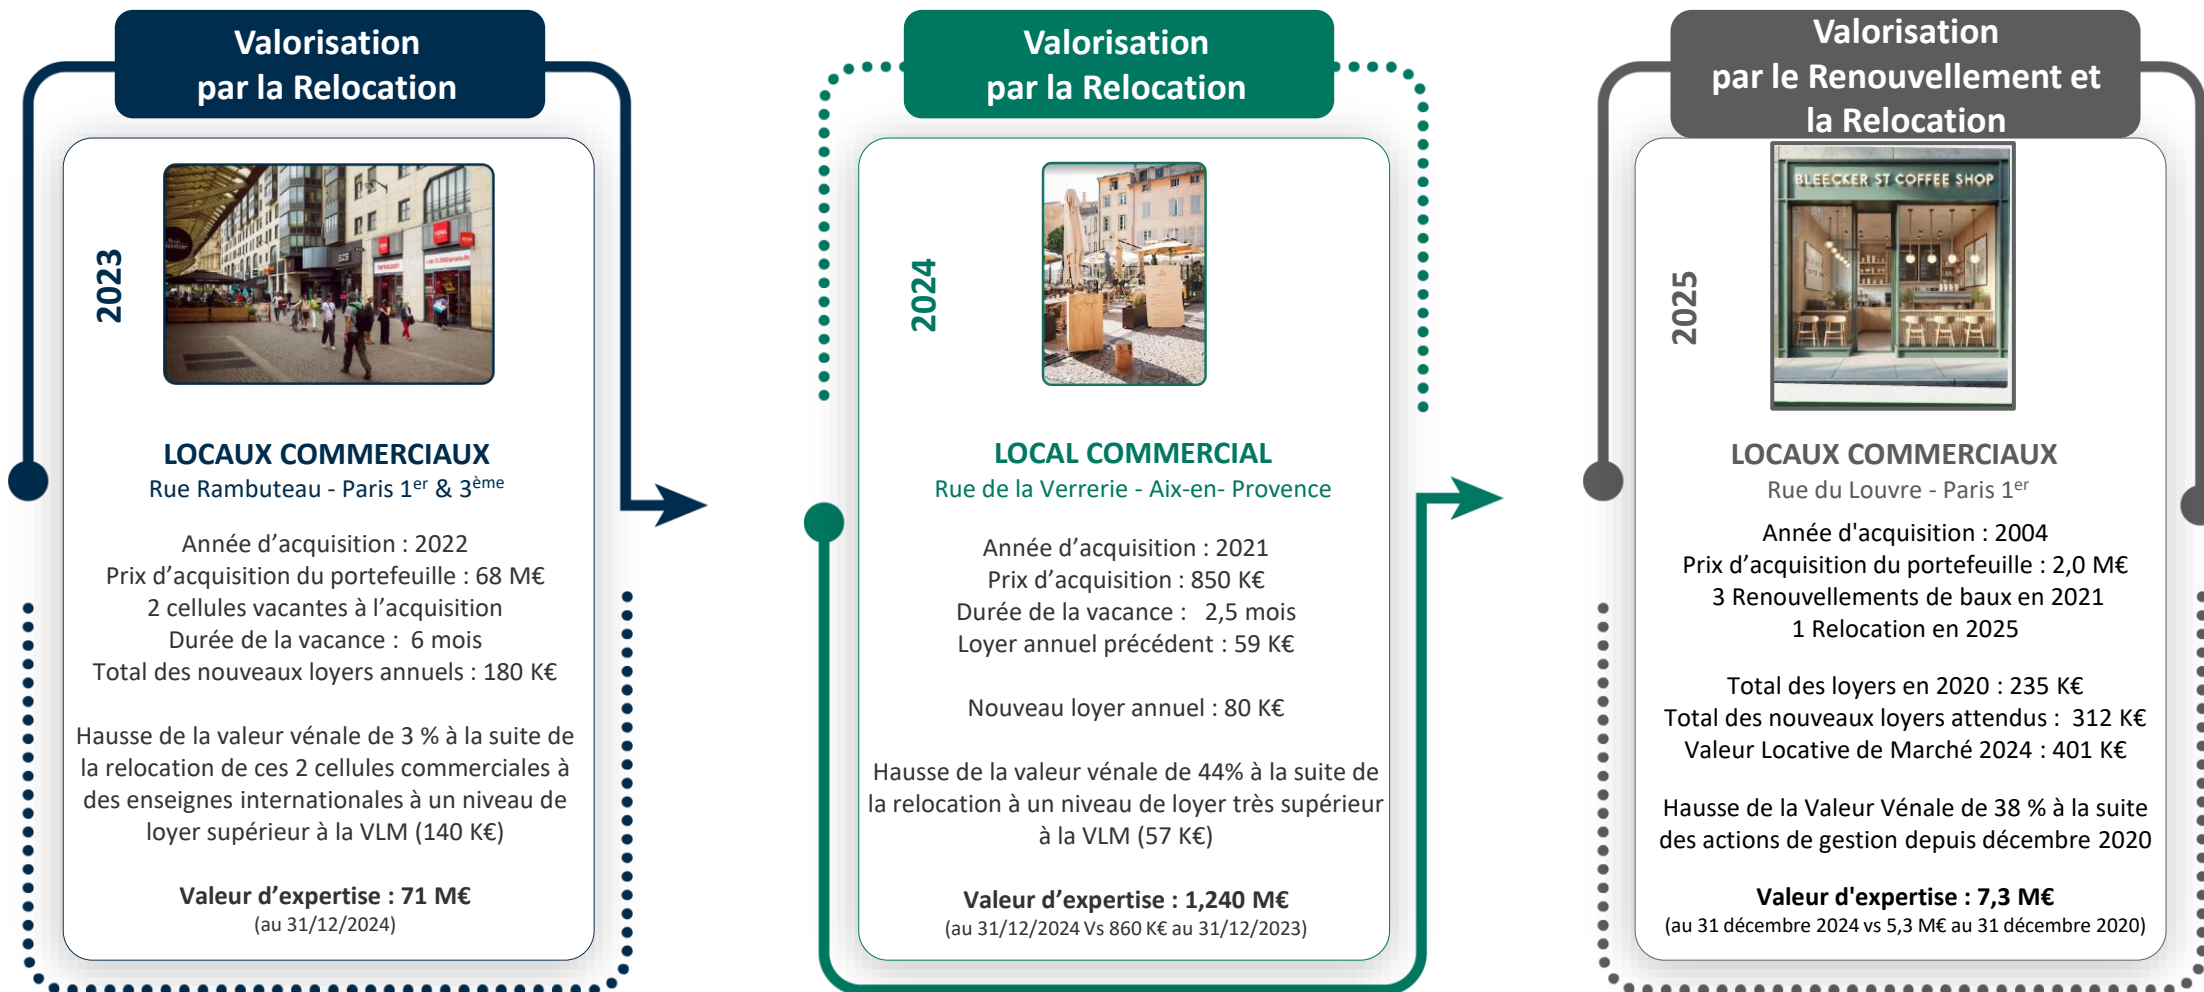 Valorisation
par la Relocation
2023
LOCAUX COMMERCIAUX
Rue Rambuteau - Paris 1er & 3ème
Année d’acquisition : 2022
Prix d’acquisition du portefeuille : 68 M€
2 cellules vacantes à l’acquisition
Durée de la vacance : 6 mois
Total des nouveaux loyers annuels : 180 K€
Hausse de la valeur vénale de 3 % à la suite de
la relocation de ces 2 cellules commerciales à
des enseignes internationales à un niveau de
loyer supérieur à la VLM (140 K€)
Valeur d’expertise : 71 M€
(au 31/12/2024)
Valorisation
par la Relocation
2024
LOCAL COMMERCIAL
Rue de la Verrerie - Aix-en- Provence
Année d’acquisition : 2021
Prix d’acquisition : 850 K€
Durée de la vacance : 2,5 mois
Loyer annuel précédent : 59 K€
Nouveau loyer annuel : 80 K€
Hausse de la valeur vénale de 44% à la suite de
la relocation à un niveau de loyer très supérieur
à la VLM (57 K€)
Valeur d’expertise : 1,240 M€
(au 31/12/2024 Vs 860 K€ au 31/12/2023)
Valorisation
par le Renouvellement et
la Relocation
BLEECKER ST COFFEE SHOP
2025
LOCAUX COMMERCIAUX
Rue du Louvre - Paris 1er
Année d'acquisition : 2004
Prix d’acquisition du portefeuille : 2,0 M€
3 Renouvellements de baux en 2021
1 Relocation en 2025
Total des loyers en 2020 : 235 K€
Total des nouveaux loyers attendus : 312 K€
Valeur Locative de Marché 2024 : 401 K€
Hausse de la Valeur Vénale de 38 % à la suite
des actions de gestion depuis décembre 2020
Valeur d'expertise : 7,3 M€
(au 31 décembre 2024 vs 5,3 M€ au 31 décembre 2020)